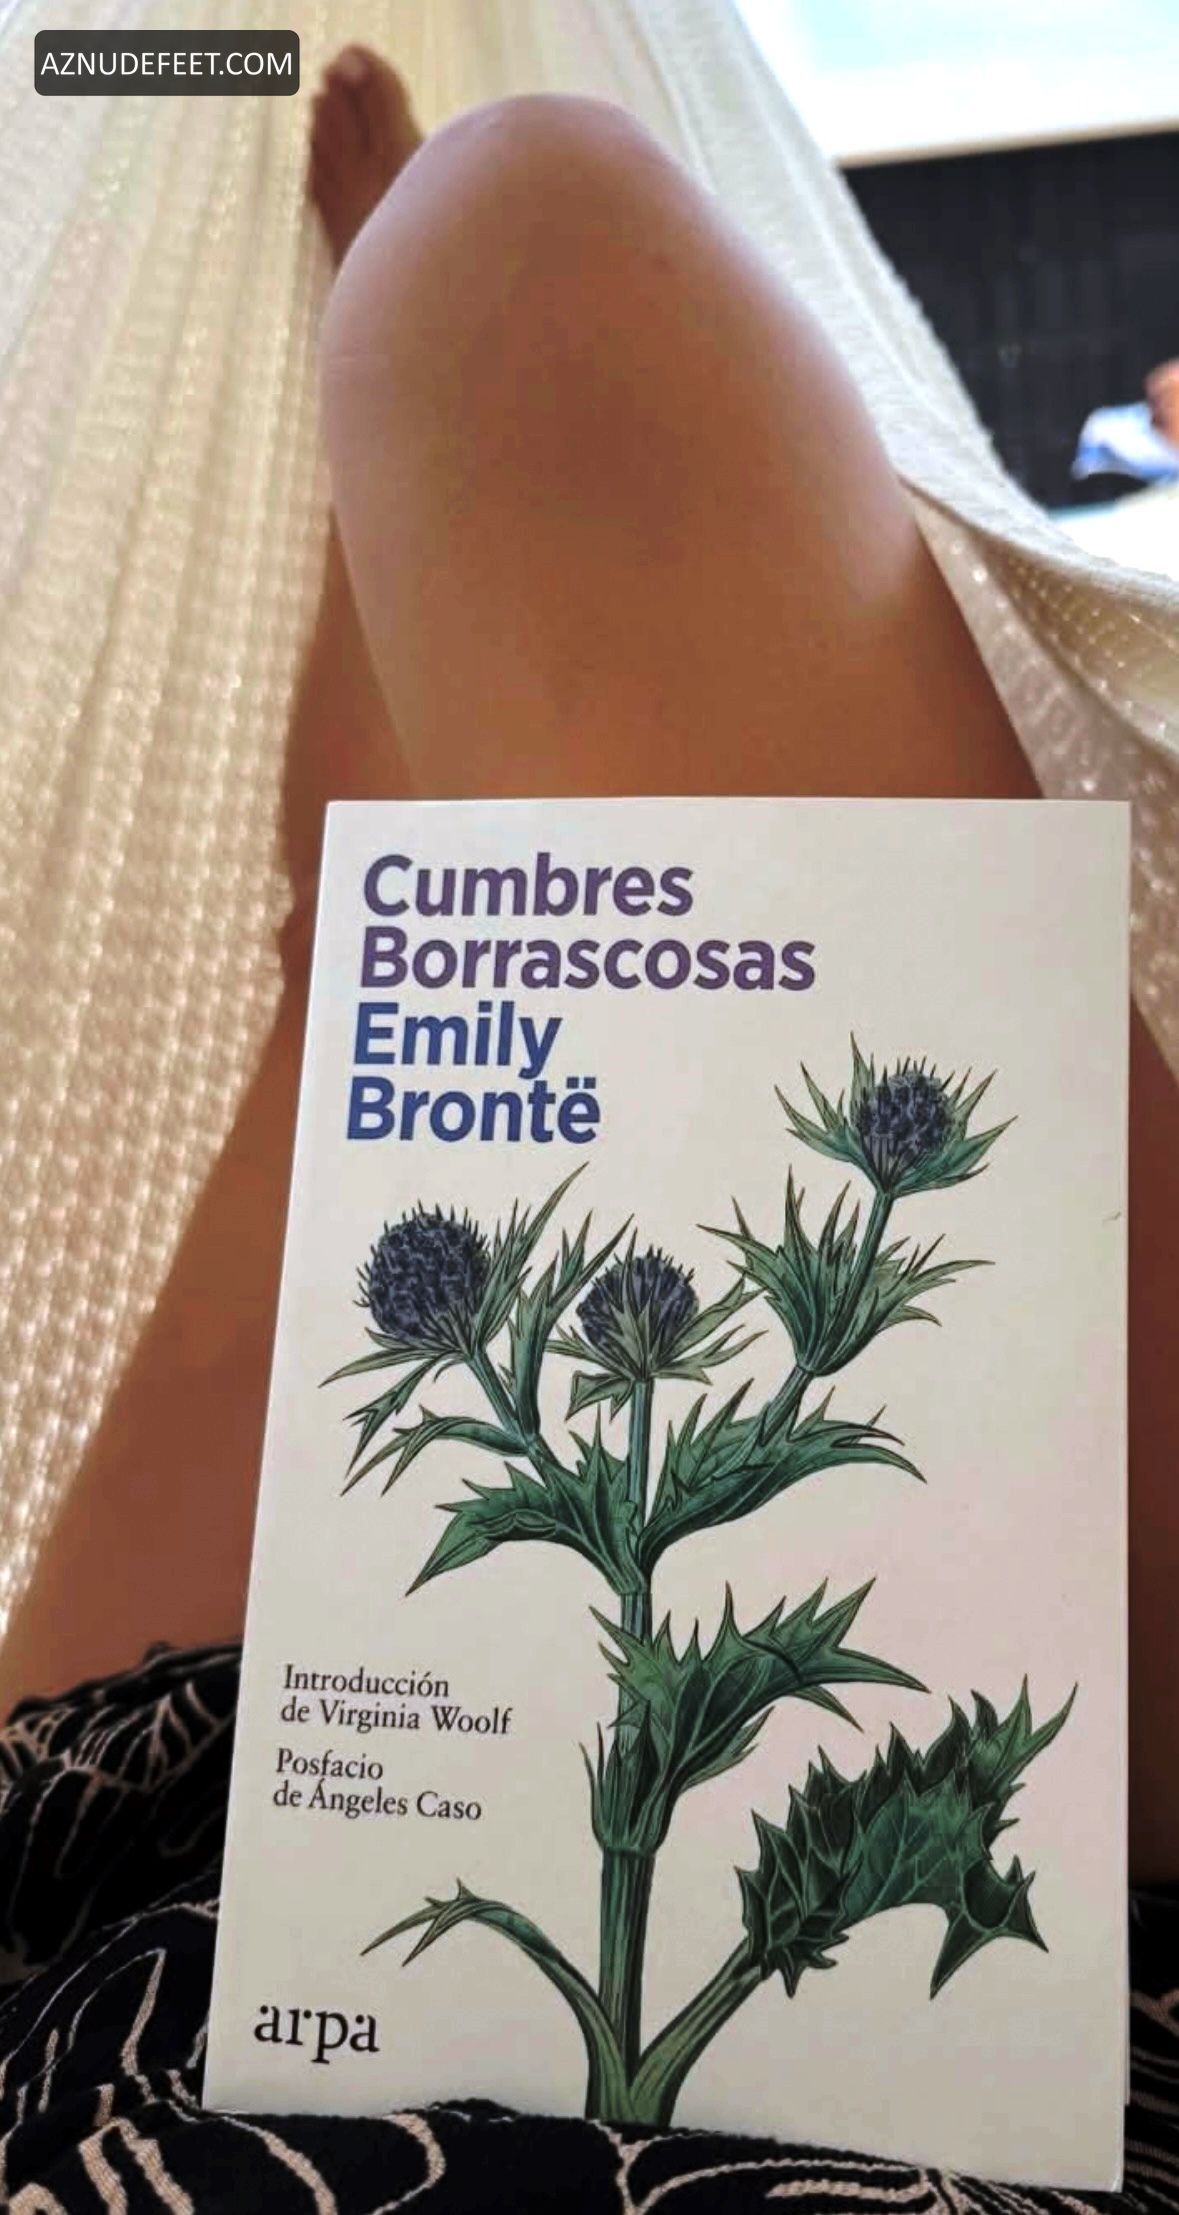 AZNUDEFEET.COM
Cumbres
Borrascosas
Emily
Brontë
Introducción
de Virginia Woolf
Posfacio
de Ángeles Caso
arpa